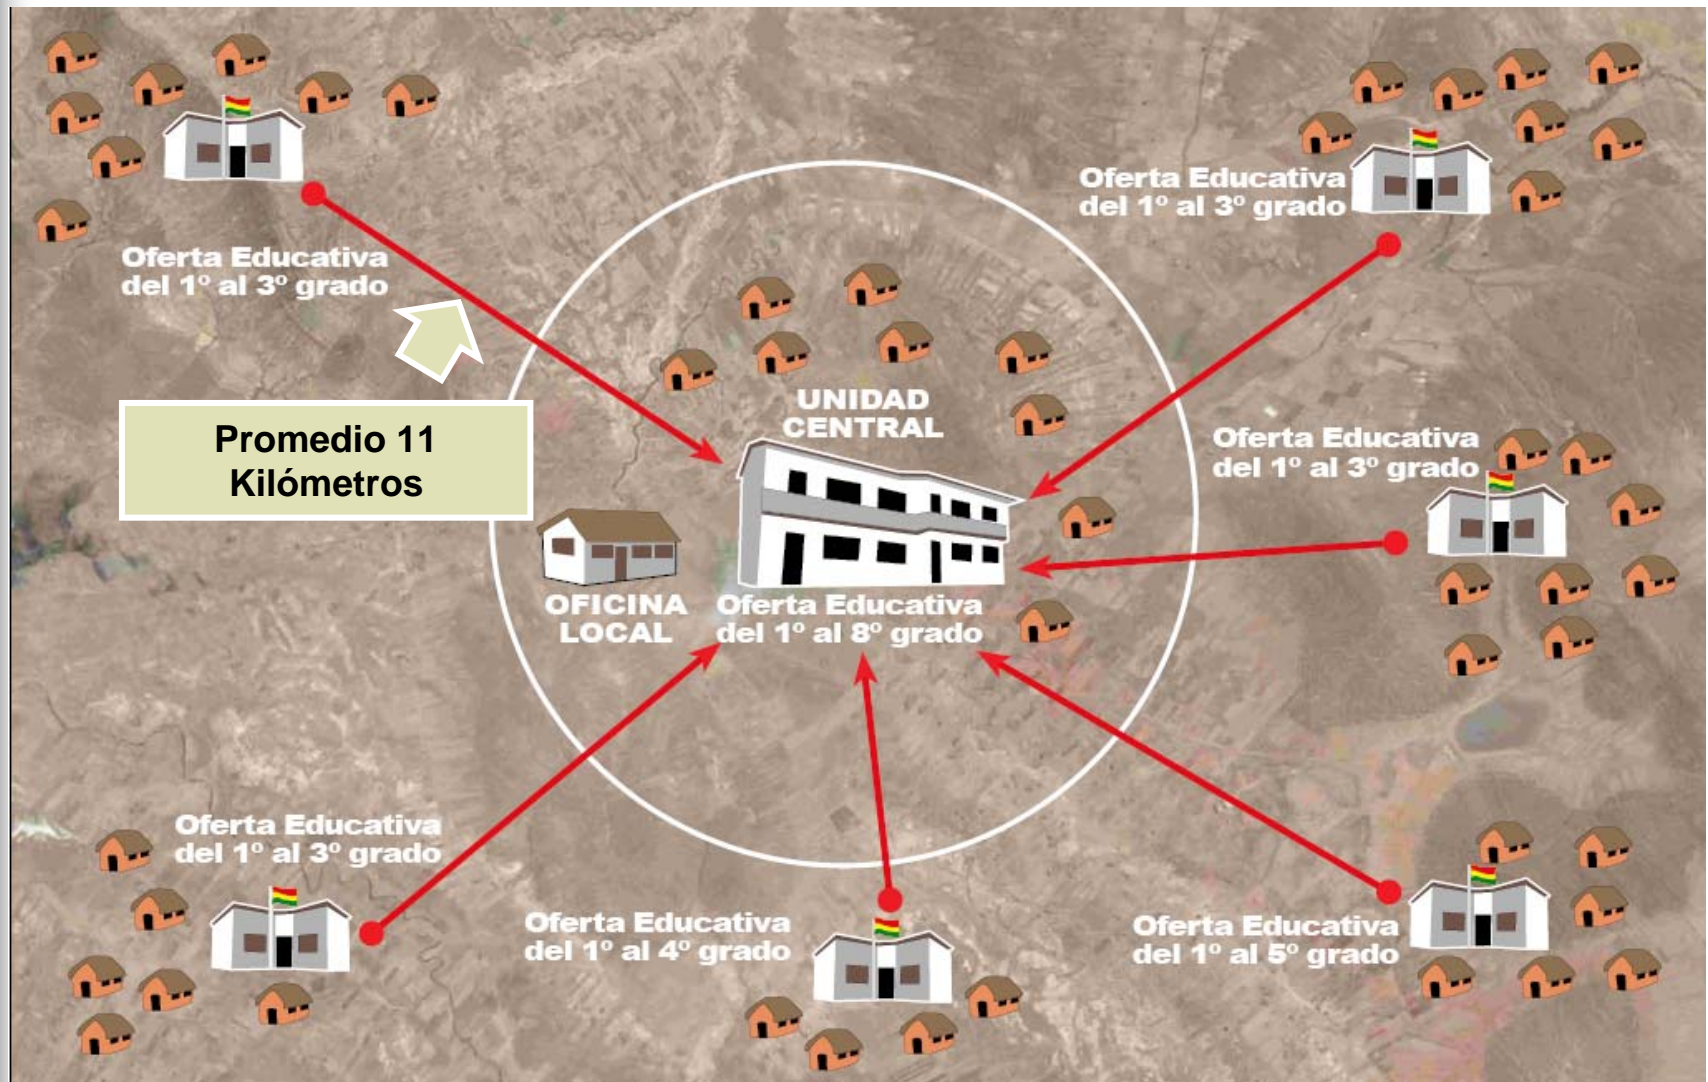 Oferta Educativa
del 1º al 3º grado
Oferta Educativa
del 1º al 3º grado
Promedio 11
Kilómetros
UNIDAD
CENTRAL
Oferta Educativa
del 1º al 3º grado
OFICINA
LOCAL
Oferta Educativa
del 1º al 8º grado
Oferta Educativa
del 1º al 3º grado
Oferta Educativa
del 1º al 4º grado
Oferta Educativa
del 1º al 5º grado